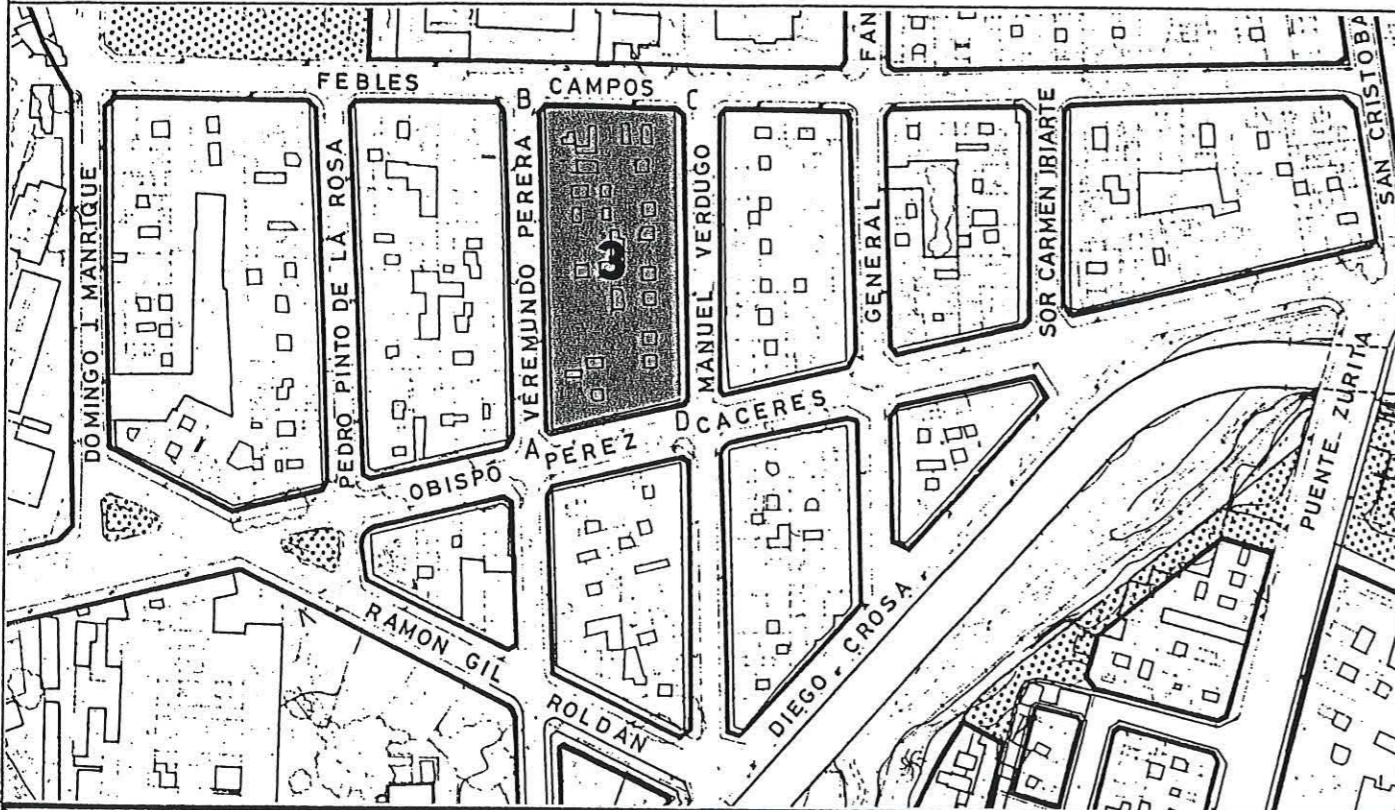 FEBLES CAMPOS
B
C
FAN
SAN CRISTOBA
DOMINGO J. MANRIQUE
PEDRO PINTO DE LA ROSA
VEREMUNDO PERERA
3
MANUEL VERDUGO
GENERAL
SOR CARMEN IRIARTE
A
D
OBISPO PEREZ CACERES
PUENTE ZURITA
RAMON GIL ROLDAN
DIEGO CROSA